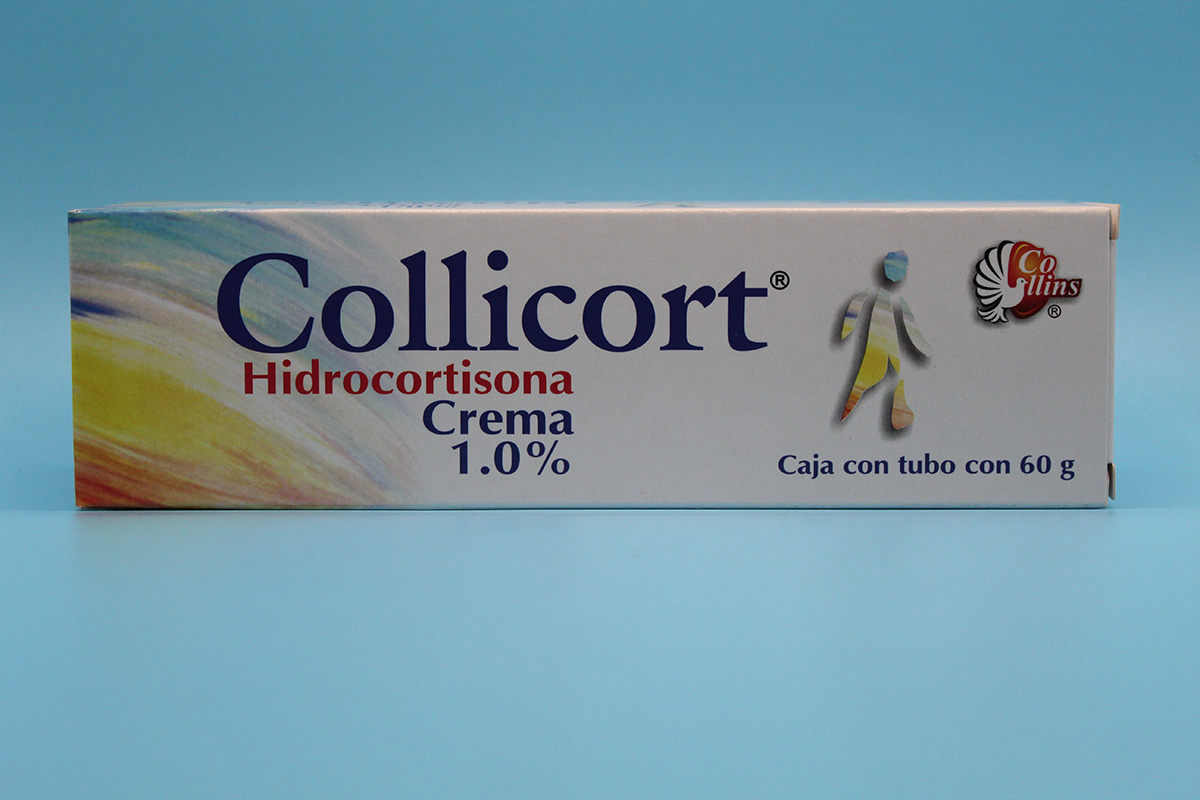 Collicort®
Hidrocortisona
Crema
1.0%
Collins®
Caja con tubo con 60 g